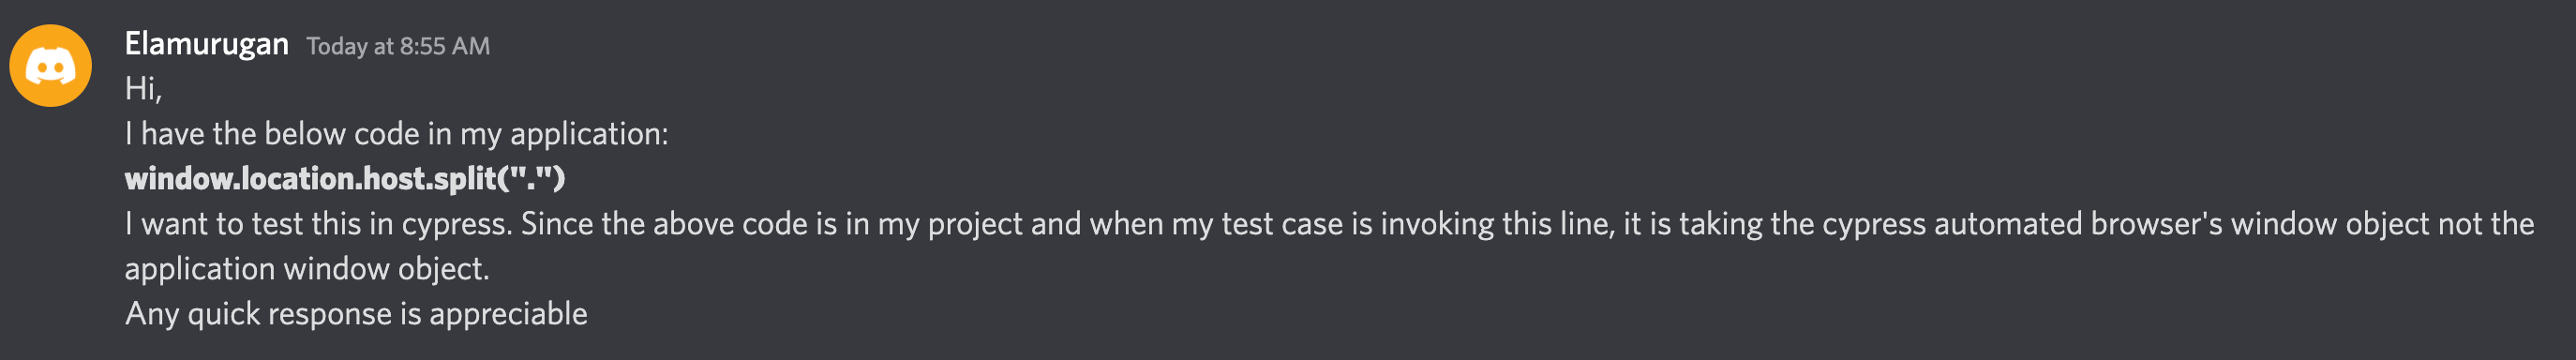 Elamurugan Today at 8:55 AM
Hi,
I have the below code in my application:
window.location.host.split(".")
I want to test this in cypress. Since the above code is in my project and when my test case is invoking this line, it is taking the cypress automated browser's window object not the
application window object.
Any quick response is appreciable